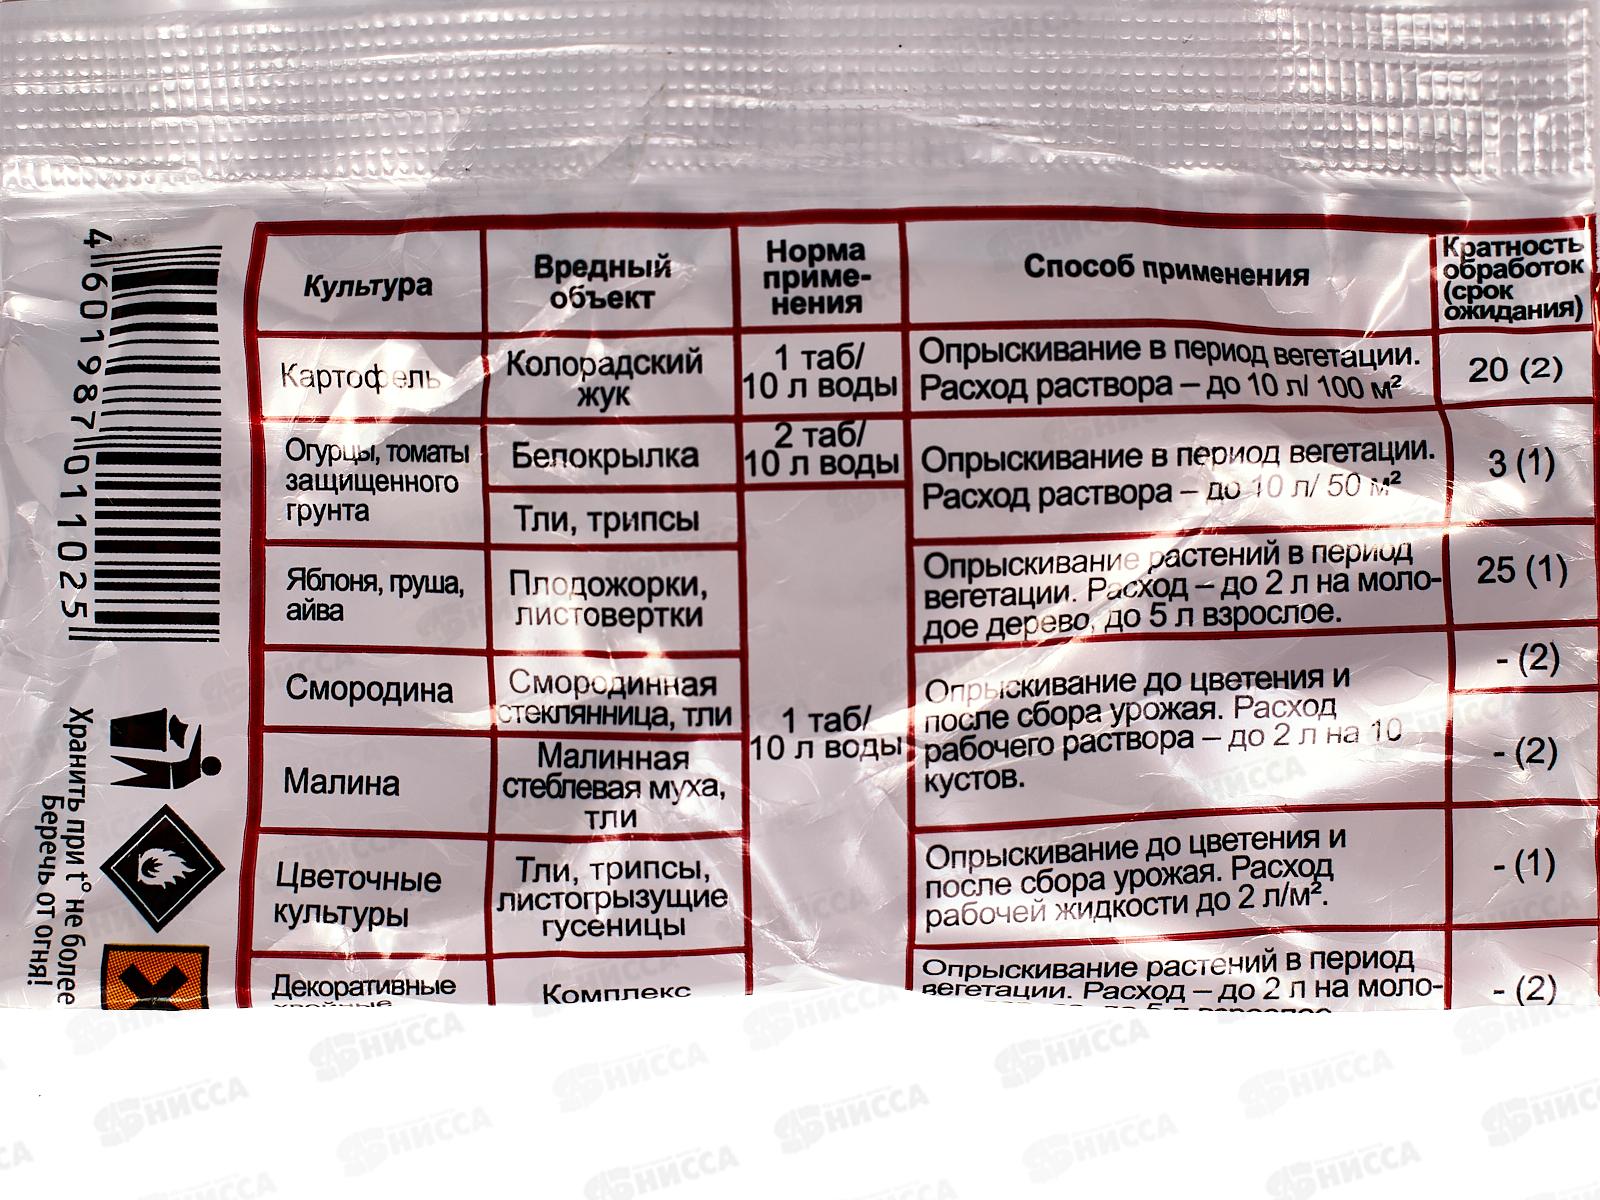 Культура
Вредный
объект
Норма
приме-
нения
Способ применения
Кратность
обработок
(срок
ожидания)
Картофель
Колорадский
жук
1 таб/
10 л воды
Опрыскивание в период вегетации.
Расход раствора – до 10 л/ 100 м²
20 (2)
Огурцы, томаты
защищенного
грунта
Белокрылка
2 таб/
10 л воды
Тли, трипсы
Опрыскивание в период вегетации.
Расход раствора – до 10 л/ 50 м²
3 (1)
Яблоня, груша,
айва
Плодожорки,
листовертки
1 таб/
10 л воды
Опрыскивание растений в период
вегетации. Расход – до 2 л на моло-
дое дерево, до 5 л взрослое.
25 (1)
Смородина
Смородинная
стеклянница, тли
Опрыскивание до цветения и
после сбора урожая. Расход
рабочего раствора – до 2 л на 10
кустов.
- (2)
Малина
Малинная
стеблевая муха,
тли
- (2)
Цветочные
культуры
Тли, трипсы,
листогрызущие
гусеницы
Опрыскивание до цветения и
после сбора урожая. Расход
рабочей жидкости до 2 л/м².
- (1)
Декоративные
хвойные
Комплекс
Опрыскивание растений в период
вегетации. Расход – до 2 л на моло-
до 5 л взрослое
- (2)
4 601987 011025
Хранить при t° не более
Беречь от огня!
НИССА